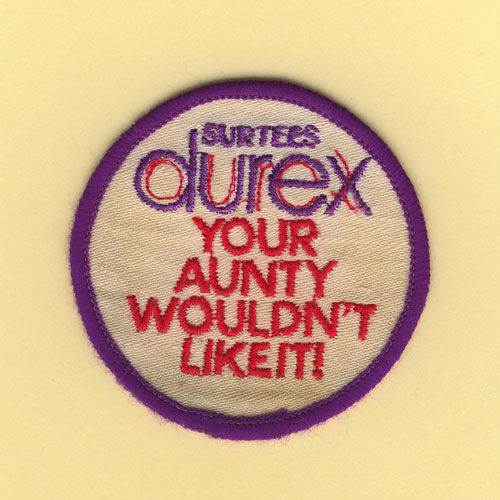 SURTEES
durex
YOUR
AUNTY
WOULDN'T
LIKE IT!